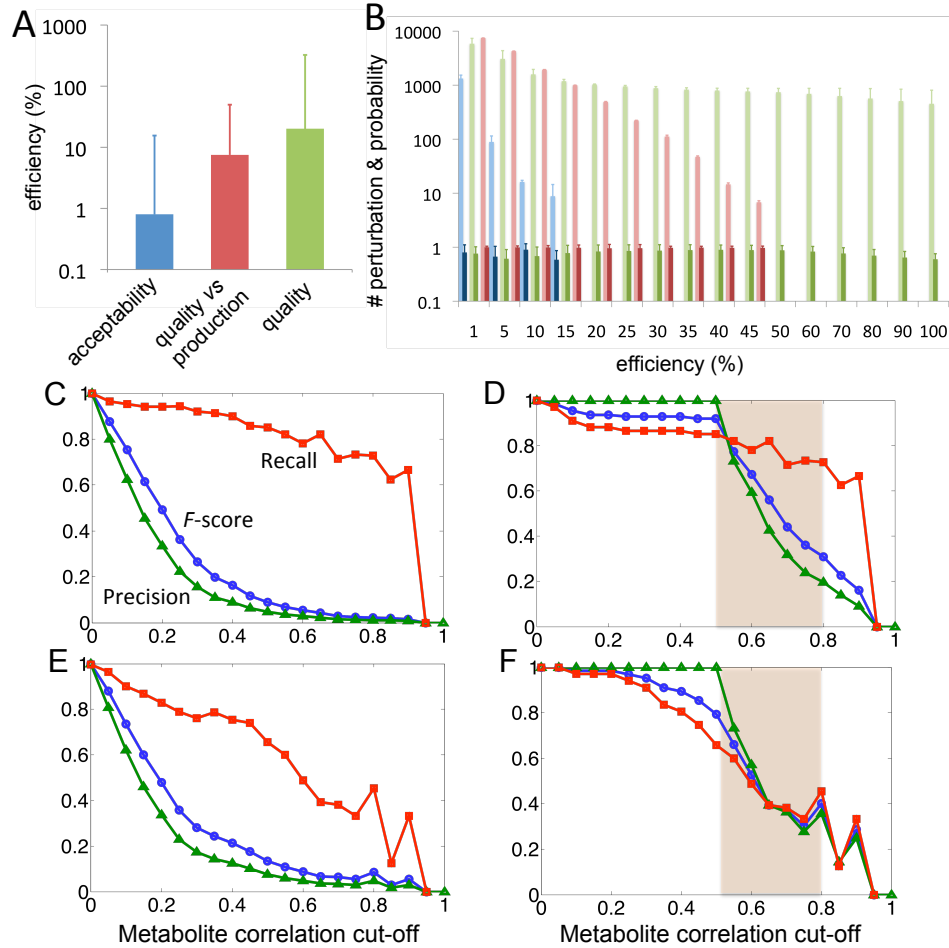 A
efficiency (%)
1000
100
10
1
0.1
acceptability
quality vs
production
quality
B
# perturbation & probability
10000
1000
100
10
1
0.1
1 5 10 15 20 25 30 35 40 45 50 60 70 80 90 100
efficiency (%)
C
1
0.8
0.6
0.4
0.2
0
0 0.2 0.4 0.6 0.8 1
Recall
F-score
Precision
D
1
0.8
0.6
0.4
0.2
0
0 0.2 0.4 0.6 0.8 1
E
1
0.8
0.6
0.4
0.2
0
0 0.2 0.4 0.6 0.8 1
Metabolite correlation cut-off
F
1
0.8
0.6
0.4
0.2
0
0 0.2 0.4 0.6 0.8 1
Metabolite correlation cut-off